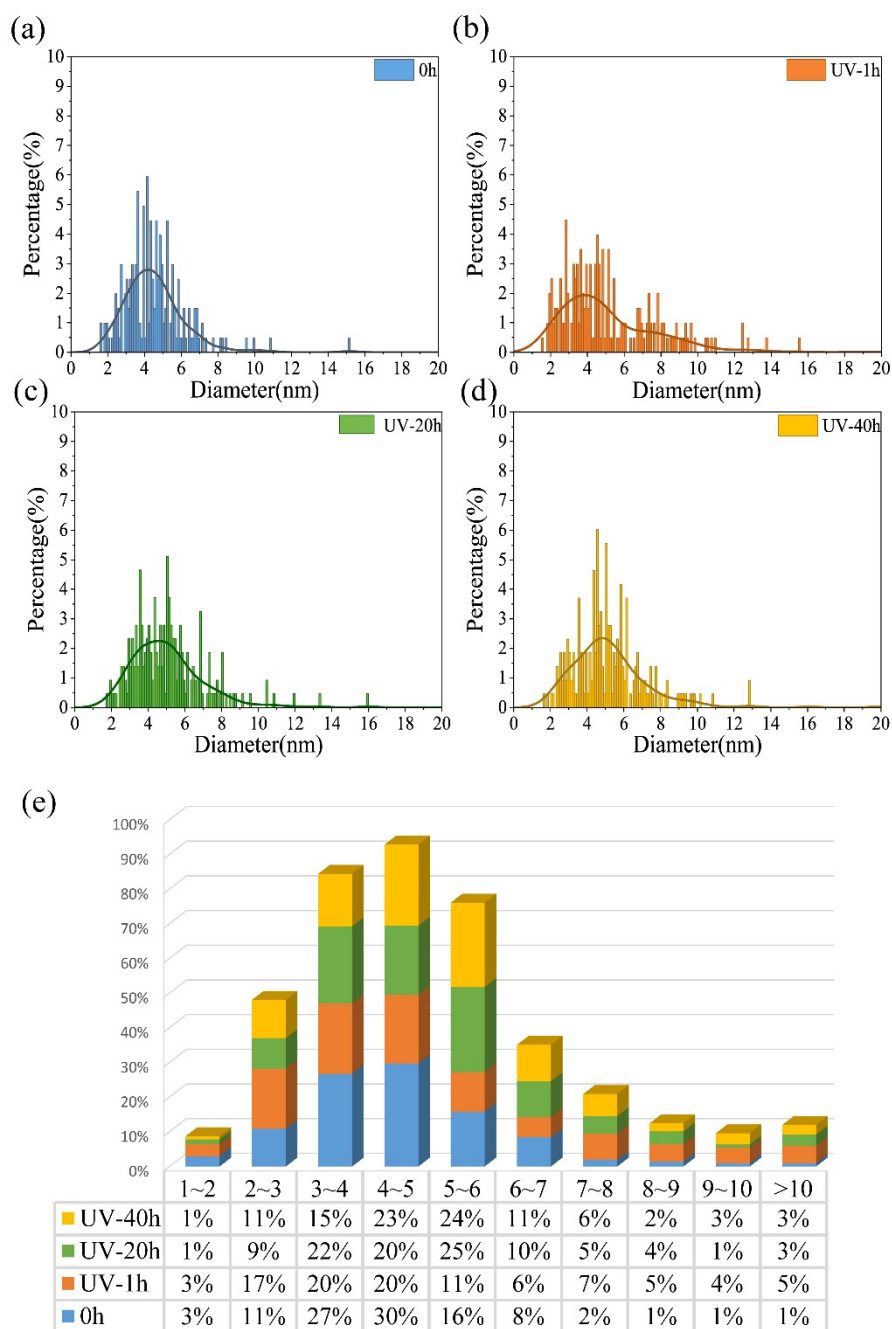 (a)
0h
Percentage(%)
10
9
8
7
6
5
4
3
2
1
0
0 2 4 6 8 10 12 14 16 18 20
Diameter(nm)
(b)
UV-1h
Percentage(%)
10
9
8
7
6
5
4
3
2
1
0
0 2 4 6 8 10 12 14 16 18 20
Diameter(nm)
(c)
UV-20h
Percentage(%)
10
9
8
7
6
5
4
3
2
1
0
0 2 4 6 8 10 12 14 16 18 20
Diameter(nm)
(d)
UV-40h
Percentage(%)
10
9
8
7
6
5
4
3
2
1
0
0 2 4 6 8 10 12 14 16 18 20
Diameter(nm)
(e)
100%
90%
80%
70%
60%
50%
40%
30%
20%
10%
0%
1~2 2~3 3~4 4~5 5~6 6~7 7~8 8~9 9~10 >10
UV-40h 1% 11% 15% 23% 24% 11% 6% 2% 3% 3%
UV-20h 1% 9% 22% 20% 25% 10% 5% 4% 1% 3%
UV-1h 3% 17% 20% 20% 11% 6% 7% 5% 4% 5%
0h 3% 11% 27% 30% 16% 8% 2% 1% 1% 1%